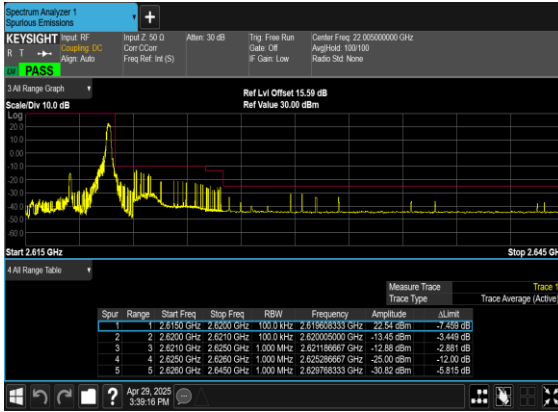 Spectrum Analyzer 1
Spurious Emissions
+
KEYSIGHT Input: RF Input Z: 50 Ω Atten: 30 dB Trig: Free Run Center Freq: 22.005000000 GHz
R T Coupling: DC Corr CCorr Gate: Off Avg|Hold: 100/100
Align: Auto Freq Ref: Int (S) IF Gain: Low Radio Std: None
PASS
3 All Range Graph
Ref Lvl Offset 15.59 dB
Scale/Div 10.0 dB Ref Value 30.00 dBm
Log
20.0
10.0
0.00
-10.0
-20.0
-30.0
-40.0
-50.0
-60.0
Start 2.615 GHz Stop 2.645 GH
4 All Range Table
Measure Trace Trace 1
Trace Type Trace Average (Active)
Spur Range Start Freq Stop Freq RBW Frequency Amplitude ΔLimit
1 1 2.6150 GHz 2.6200 GHz 100.0 kHz 2.619608333 GHz 22.54 dBm -7.459 dB
2 2 2.6200 GHz 2.6210 GHz 100.0 kHz 2.620005000 GHz -13.45 dBm -3.449 dB
3 3 2.6210 GHz 2.6250 GHz 1.000 MHz 2.621186667 GHz -12.88 dBm -2.881 dB
4 4 2.6250 GHz 2.6260 GHz 1.000 MHz 2.625286667 GHz -25.00 dBm -12.00 dB
5 5 2.6260 GHz 2.6450 GHz 1.000 MHz 2.629768333 GHz -30.82 dBm -5.815 dB
?
Apr 29, 2025
3:39:16 PM